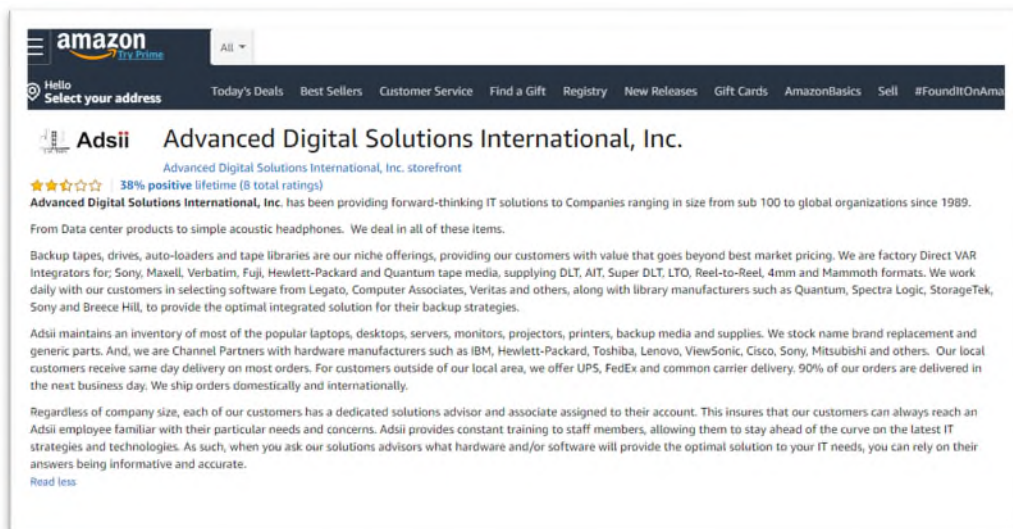 amazon
Try Prime
All
Hello
Select your address
Today's Deals Best Sellers Customer Service Find a Gift Registry New Releases Gift Cards AmazonBasics Sell #FoundItOnAma
Adsii Advanced Digital Solutions International, Inc.
Advanced Digital Solutions International, Inc. storefront
38% positive lifetime (8 total ratings)
Advanced Digital Solutions International, Inc. has been providing forward-thinking IT solutions to Companies ranging in size from sub 100 to global organizations since 1989.
From Data center products to simple acoustic headphones. We deal in all of these items.
Backup tapes, drives, auto-loaders and tape libraries are our niche offerings, providing our customers with value that goes beyond best market pricing. We are factory Direct VAR
Integrators for; Sony, Maxell, Verbatim, Fuji, Hewlett-Packard and Quantum tape media, supplying DLT, AIT, Super DLT, LTO, Reel-to-Reel, 4mm and Mammoth formats. We work
daily with our customers in selecting software from Legato, Computer Associates, Veritas and others, along with library manufacturers such as Quantum, Spectra Logic, StorageTek,
Sony and Breece Hill, to provide the optimal integrated solution for their backup strategies.
Adsii maintains an inventory of most of the popular laptops, desktops, servers, monitors, projectors, printers, backup media and supplies. We stock name brand replacement and
generic parts. And, we are Channel Partners with hardware manufacturers such as IBM, Hewlett-Packard, Toshiba, Lenovo, ViewSonic, Cisco, Sony, Mitsubishi and others. Our local
customers receive same day delivery on most orders. For customers outside of our local area, we offer UPS, FedEx and common carrier delivery. 90% of our orders are delivered in
the next business day. We ship orders domestically and internationally.
Regardless of company size, each of our customers has a dedicated solutions advisor and associate assigned to their account. This insures that our customers can always reach an
Adsii employee familiar with their particular needs and concerns. Adsii provides constant training to staff members, allowing them to stay ahead of the curve on the latest IT
strategies and technologies. As such, when you ask our solutions advisors what hardware and/or software will provide the optimal solution to your IT needs, you can rely on their
answers being informative and accurate.
Read less